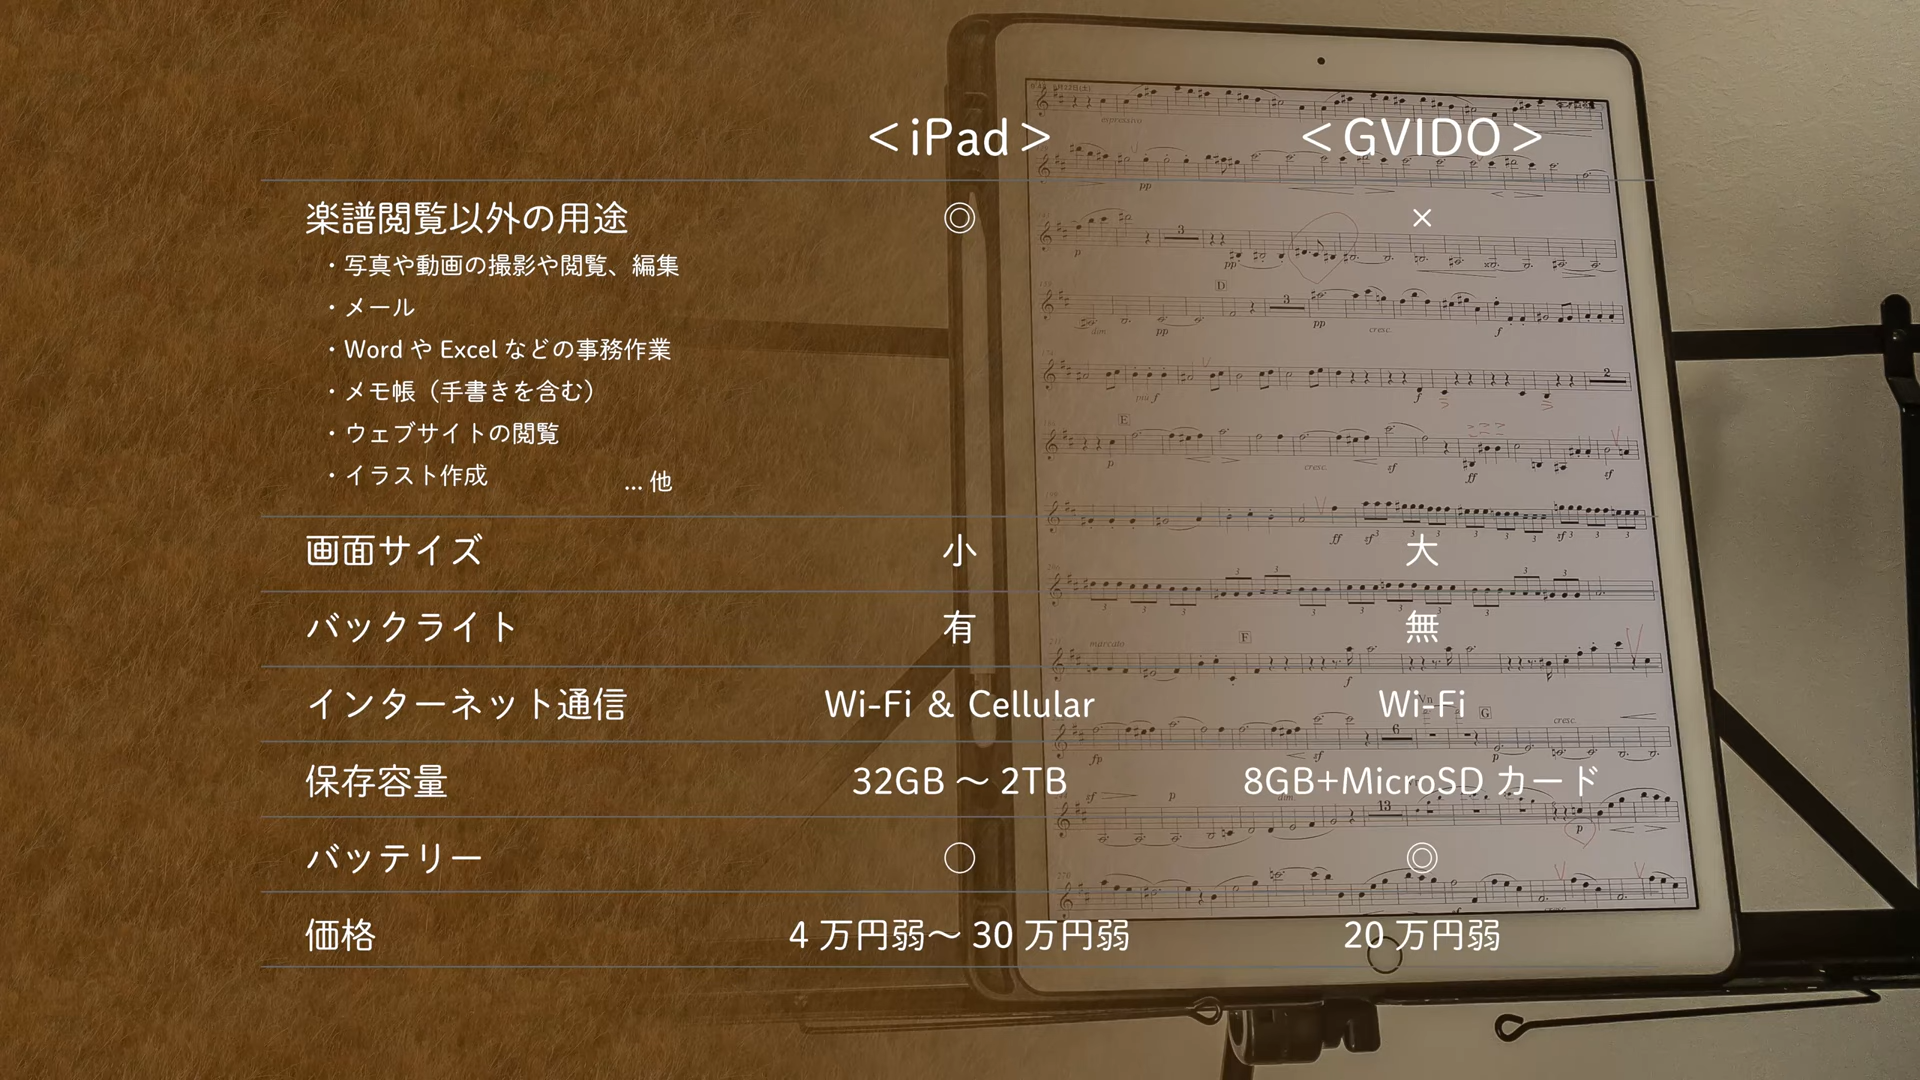 ＜iPad＞ ＜GVIDO＞
楽譜閲覧以外の用途 ◎ ×
・写真や動画の撮影や閲覧、編集
・メール
・Word や Excel などの事務作業
・メモ帳（手書きを含む）
・ウェブサイトの閲覧
・イラスト作成 ... 他
画面サイズ 小 大
バックライト 有 無
インターネット通信 Wi-Fi ＆ Cellular Wi-Fi
保存容量 32GB ～ 2TB 8GB+MicroSD カード
バッテリー ○ ◎
価格 4 万円弱～ 30 万円弱 20 万円弱